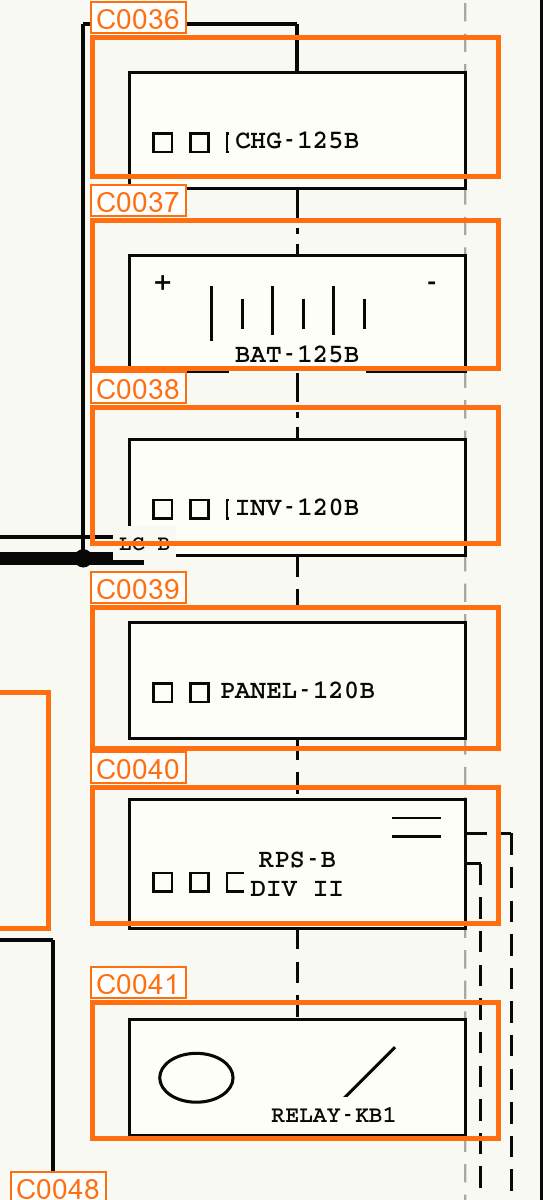 C0036
CHG-125B
C0037
+ -
BAT-125B
C0038
INV-120B
C0039
PANEL-120B
C0040
RPS-B
DIV II
C0041
RELAY-KB1
C0048